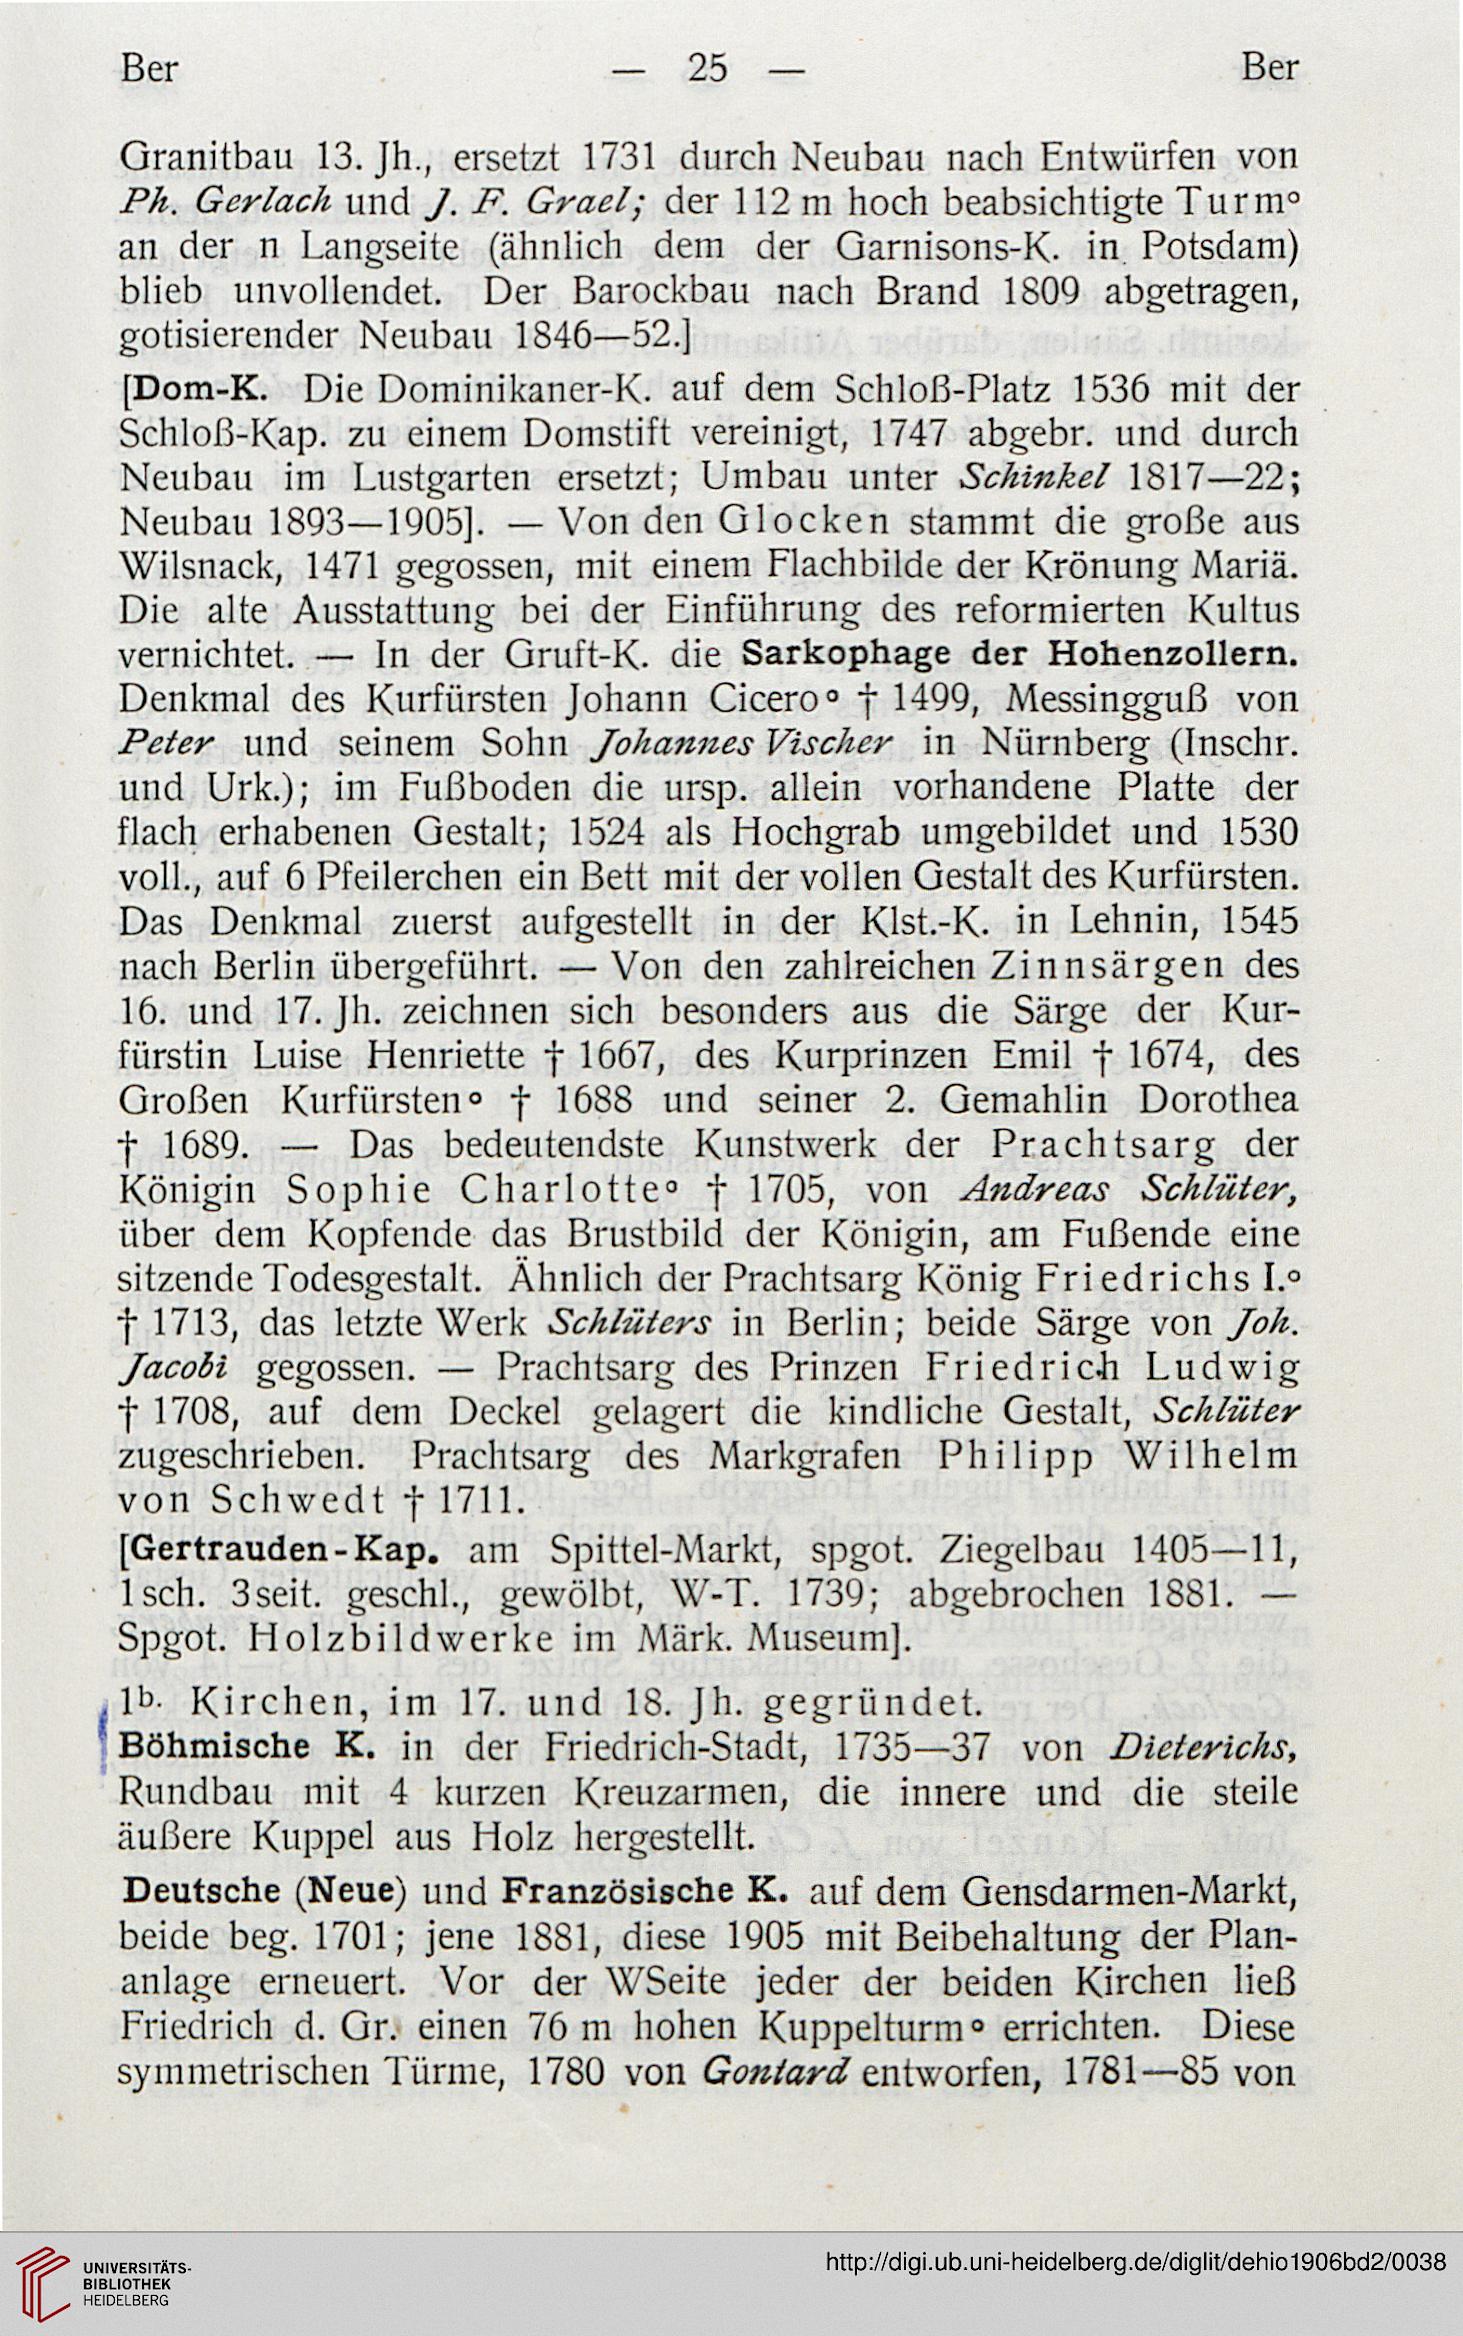 Ber — 25 — Ber
Granitbau 13. Jh., ersetzt 1731 durch Neubau nach Entwürfen von
Ph. Gerlach und J. F. Grael; der 112 m hoch beabsichtigte Turm°
an der n Langseite (ähnlich dem der Garnisons-K. in Potsdam)
blieb unvollendet. Der Barockbau nach Brand 1809 abgetragen,
gotisierender Neubau 1846—52.]
[Dom-K. Die Dominikaner-K. auf dem Schloß-Platz 1536 mit der
Schloß-Kap. zu einem Domstift vereinigt, 1747 abgebr. und durch
Neubau im Lustgarten ersetzt; Umbau unter Schinkel 1817—22;
Neubau 1893—1905]. — Von den Glocken stammt die große aus
Wilsnack, 1471 gegossen, mit einem Flachbilde der Krönung Mariä.
Die alte Ausstattung bei der Einführung des reformierten Kultus
vernichtet. — In der Gruft-K. die Sarkophage der Hohenzollern.
Denkmal des Kurfürsten Johann Cicero° † 1499, Messingguß von
Peter und seinem Sohn Johannes Vischer in Nürnberg (Inschr.
und Urk.); im Fußboden die ursp. allein vorhandene Platte der
flach erhabenen Gestalt; 1524 als Hochgrab umgebildet und 1530
voll., auf 6 Pfeilerchen ein Bett mit der vollen Gestalt des Kurfürsten.
Das Denkmal zuerst aufgestellt in der Klst.-K. in Lehnin, 1545
nach Berlin übergeführt. — Von den zahlreichen Zinnsärgen des
16. und 17. Jh. zeichnen sich besonders aus die Särge der Kur-
fürstin Luise Henriette † 1667, des Kurprinzen Emil † 1674, des
Großen Kurfürsten° † 1688 und seiner 2. Gemahlin Dorothea
† 1689. — Das bedeutendste Kunstwerk der Prachtsarg der
Königin Sophie Charlotte° † 1705, von Andreas Schlüter,
über dem Kopfende das Brustbild der Königin, am Fußende eine
sitzende Todesgestalt. Ähnlich der Prachtsarg König Friedrichs I.°
† 1713, das letzte Werk Schlüters in Berlin; beide Särge von Joh.
Jacobi gegossen. — Prachtsarg des Prinzen Friedrich Ludwig
† 1708, auf dem Deckel gelagert die kindliche Gestalt, Schlüter
zugeschrieben. Prachtsarg des Markgrafen Philipp Wilhelm
von Schwedt † 1711.
[Gertrauden-Kap. am Spittel-Markt, spgot. Ziegelbau 1405—11,
1sch. 3seit. geschl., gewölbt, W-T. 1739; abgebrochen 1881. —
Spgot. Holzbildwerke im Märk. Museum].
1b. Kirchen, im 17. und 18. Jh. gegründet.
Böhmische K. in der Friedrich-Stadt, 1735—37 von Dieterichs,
Rundbau mit 4 kurzen Kreuzarmen, die innere und die steile
äußere Kuppel aus Holz hergestellt.
Deutsche (Neue) und Französische K. auf dem Gensdarmen-Markt,
beide beg. 1701; jene 1881, diese 1905 mit Beibehaltung der Plan-
anlage erneuert. Vor der WSeite jeder der beiden Kirchen ließ
Friedrich d. Gr. einen 76 m hohen Kuppelturm° errichten. Diese
symmetrischen Türme, 1780 von Gontard entworfen, 1781—85 von
UNIVERSITÄTS-
BIBLIOTHEK
HEIDELBERG
http://digi.ub.uni-heidelberg.de/diglit/dehio1906bd2/0038